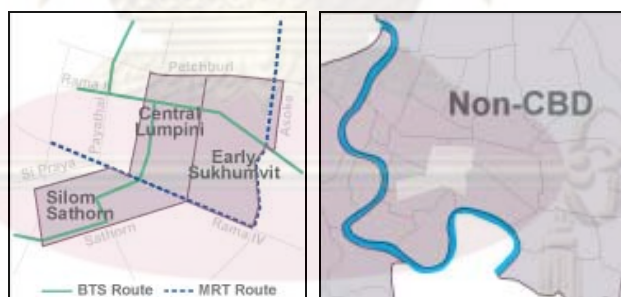 Petchburi
Rama I
Payathai
Central
Lumpini
Asoke
Early
Sukhumvit
Si Praya
Silom
Sathorn
Sathorn
Rama IV
BTS Route
MRT Route
Non-CBD